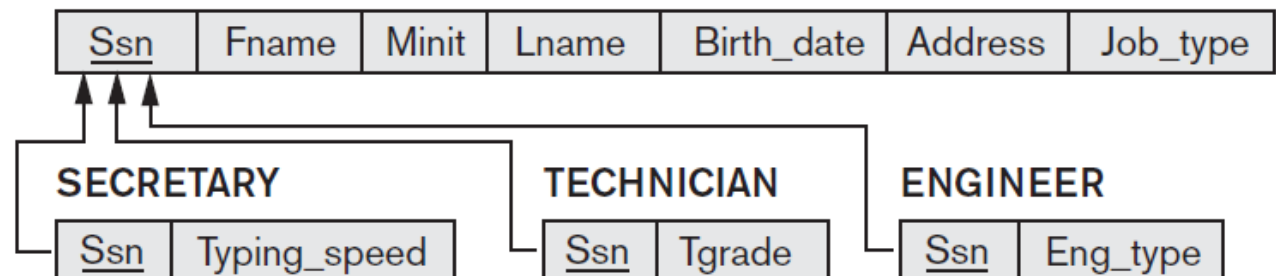 Ssn Fname Minit Lname Birth_date Address Job_type
SECRETARY TECHNICIAN ENGINEER
Ssn Typing_speed Ssn Tgrade Ssn Eng_type